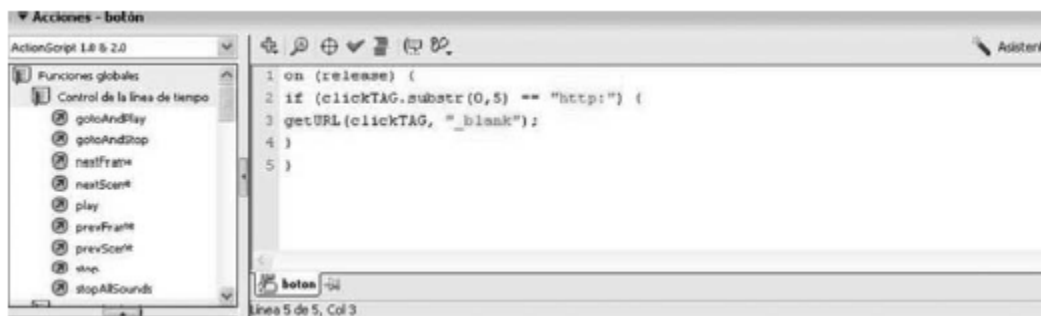 Acciones - botón
ActionScript 1.0 & 2.0
Asistent
Funciones globales
Control de la línea de tiempo
gotoAndPlay
gotoAndStop
nextFrame
nextScene
play
prevFrame
prevScene
stop
stopAllSounds
1 on (release) {
2 if (clickTAG.substr(0,5) == "http:") {
3 getURL(clickTAG, "_blank");
4 }
5 }
boton
Línea 5 de 5, Col 3